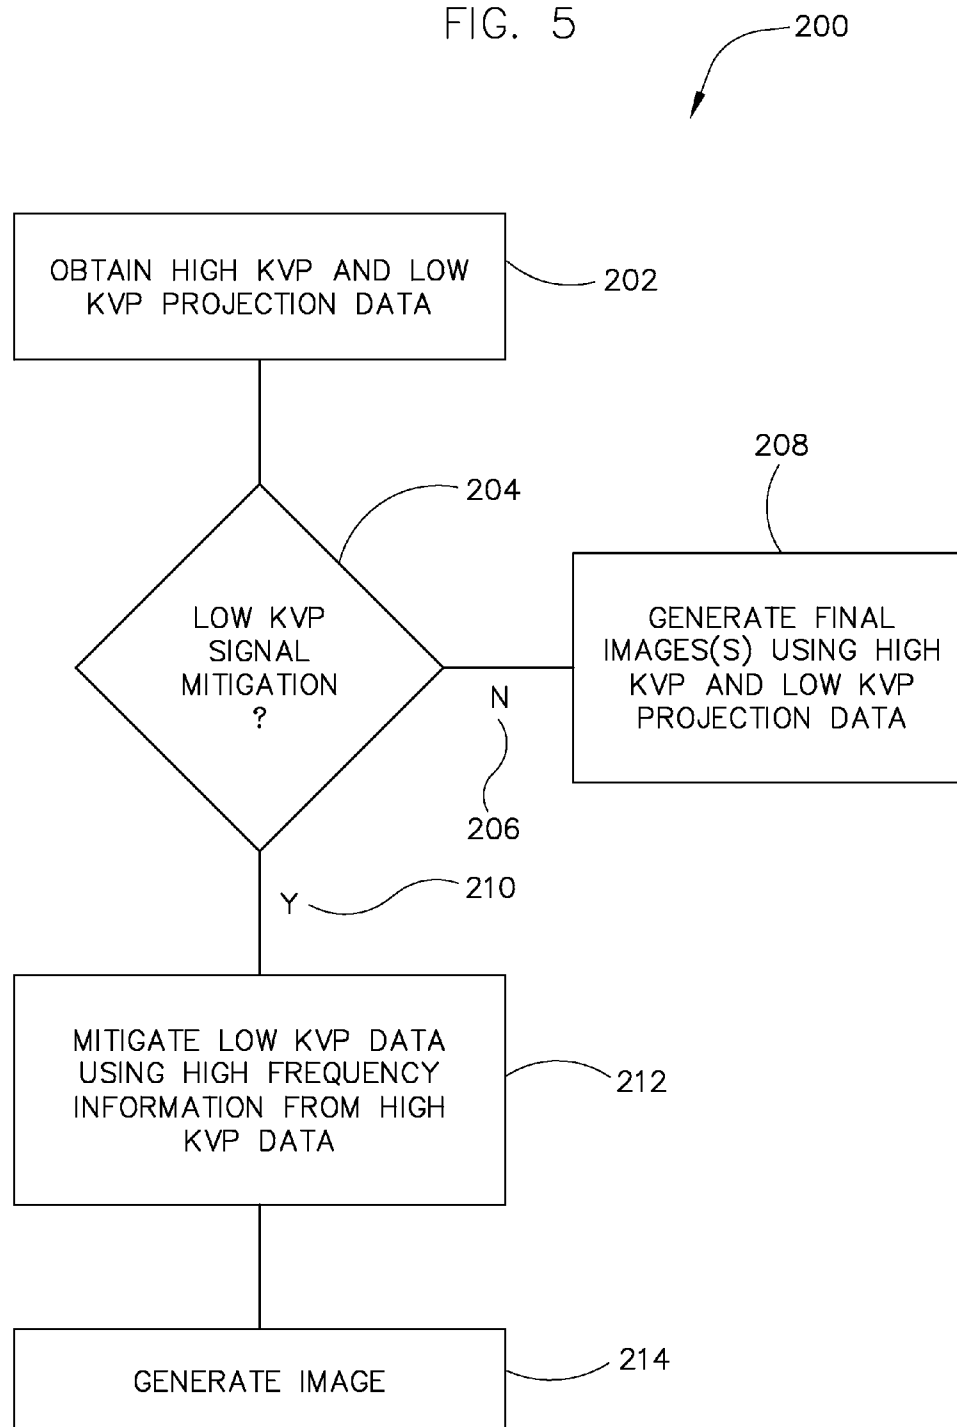 FIG. 5
200
OBTAIN HIGH KVP AND LOW
KVP PROJECTION DATA
202
204
LOW KVP
SIGNAL
MITIGATION
?
208
GENERATE FINAL
IMAGES(S) USING HIGH
KVP AND LOW KVP
PROJECTION DATA
N
206
Y
210
MITIGATE LOW KVP DATA
USING HIGH FREQUENCY
INFORMATION FROM HIGH
KVP DATA
212
GENERATE IMAGE
214